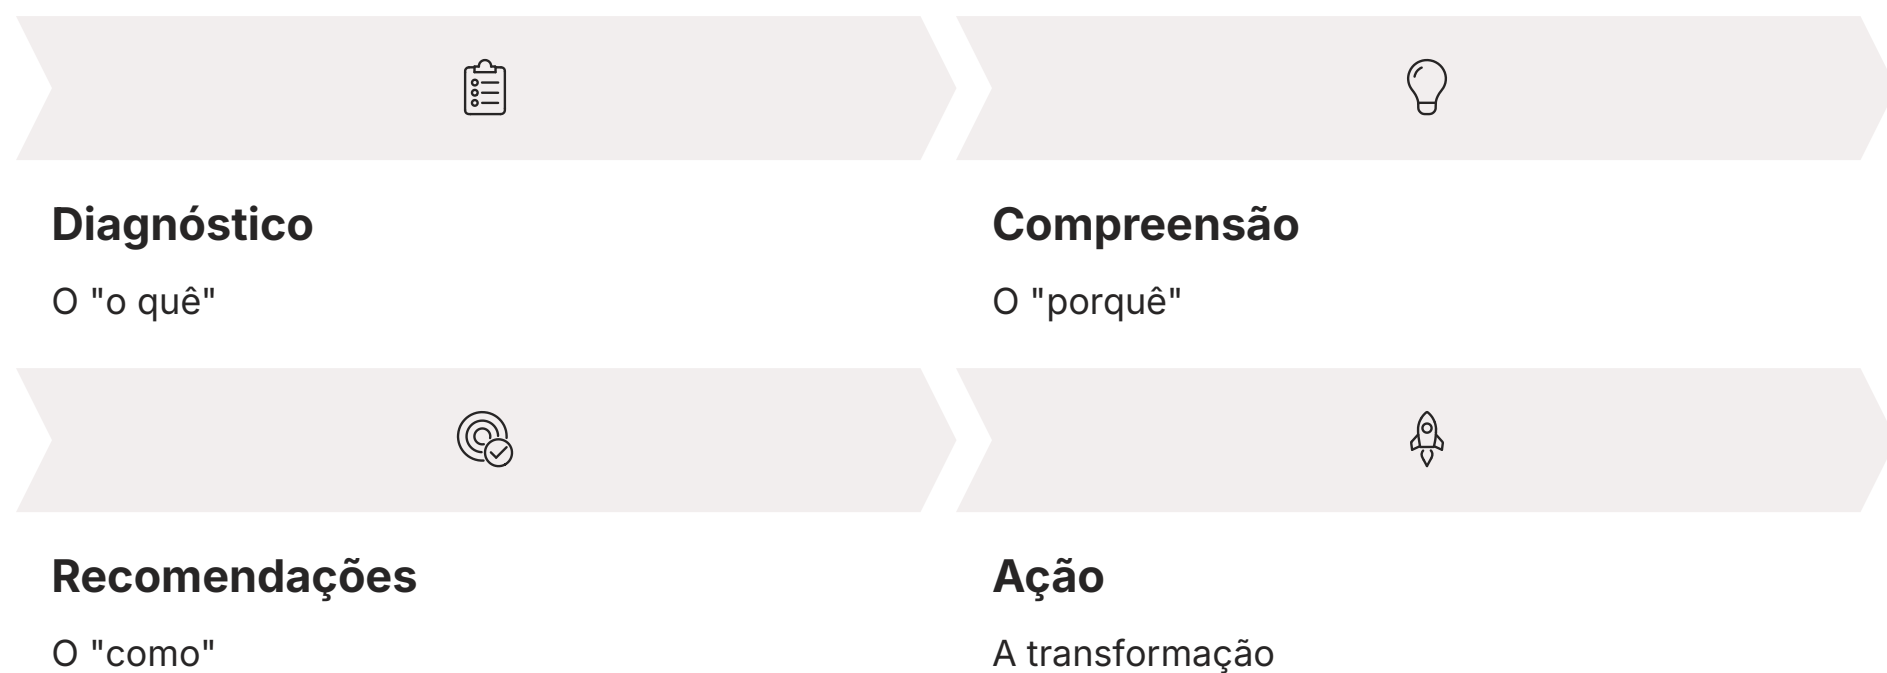 Diagnóstico
O "o quê"
Compreensão
O "porquê"
Recomendações
O "como"
Ação
A transformação